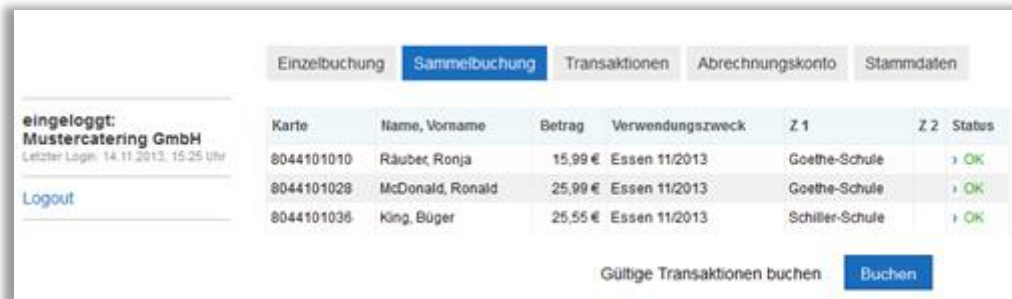 Einzelbuchung Sammelbuchung Transaktionen Abrechnungskonto Stammdaten
eingeloggt:
Mustercatering GmbH
Letzter Login: 14.11.2013, 15:25 Uhr
Logout
Karte Name, Vorname Betrag Verwendungszweck Z 1 Z 2 Status
8044101010 Räuber, Ronja 15,99 € Essen 11/2013 Goethe-Schule › OK
8044101028 McDonald, Ronald 25,99 € Essen 11/2013 Goethe-Schule › OK
8044101036 King, Büger 25,55 € Essen 11/2013 Schiller-Schule › OK
Gültige Transaktionen buchen Buchen